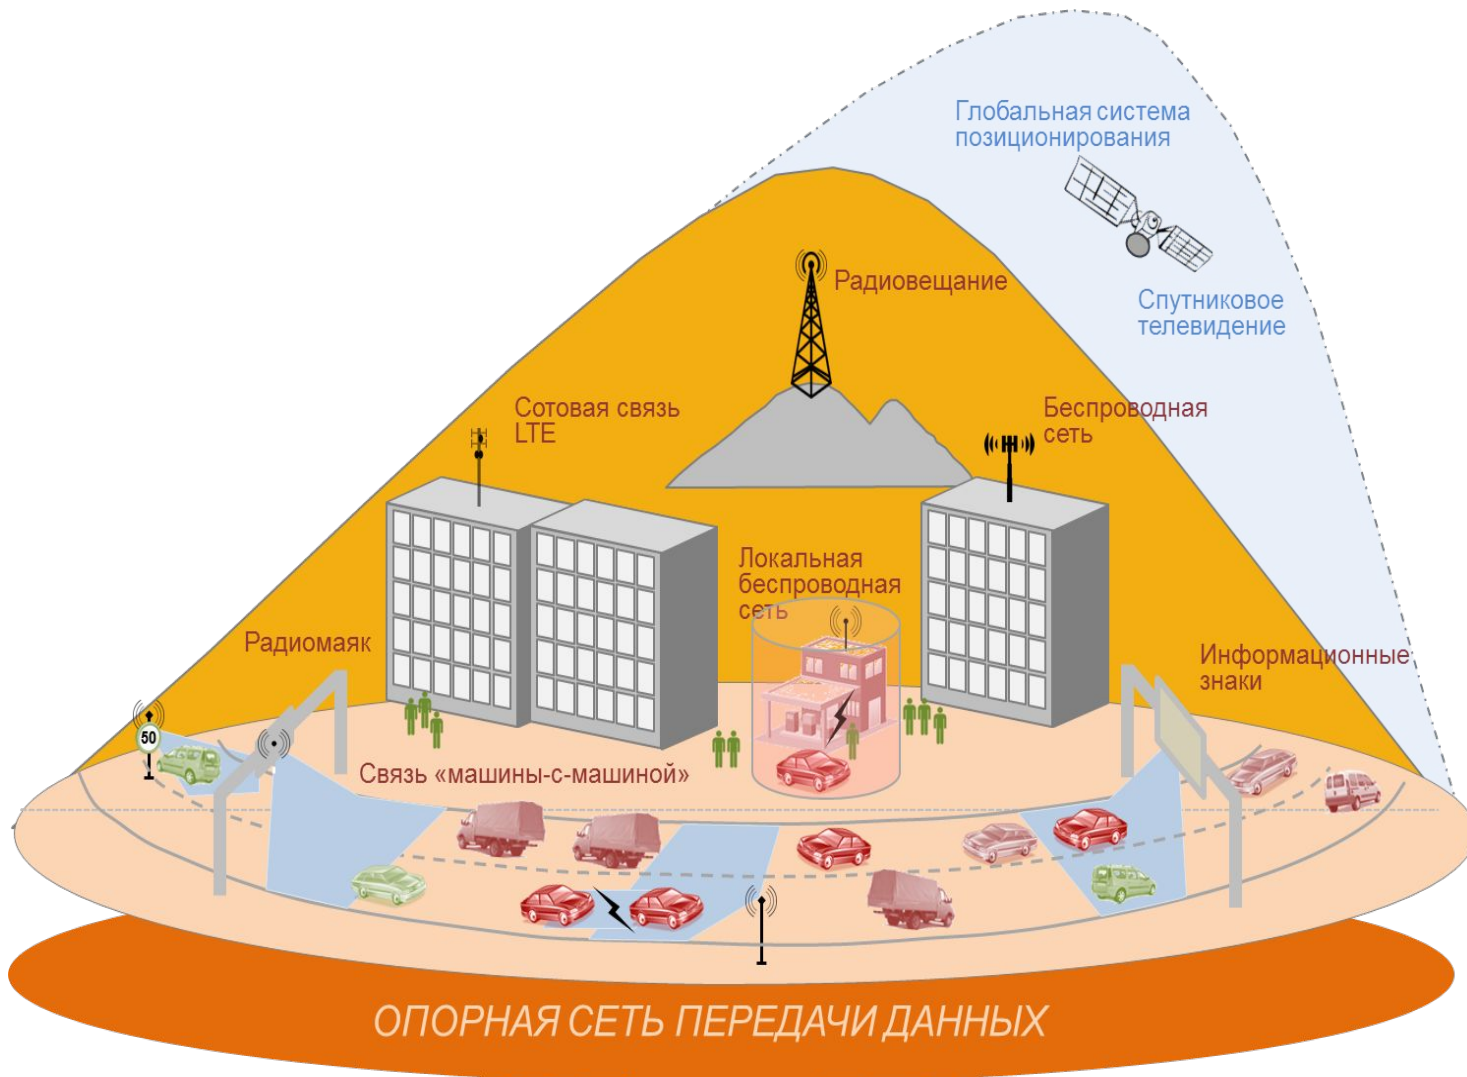 Глобальная система
позиционирования
Радиовещание
Спутниковое
телевидение
Сотовая связь
LTE
Беспроводная
сеть
Локальная
беспроводная
сеть
Радиомаяк
Информационные
знаки
50
Связь «машины-с-машиной»
ОПОРНАЯ СЕТЬ ПЕРЕДАЧИ ДАННЫХ